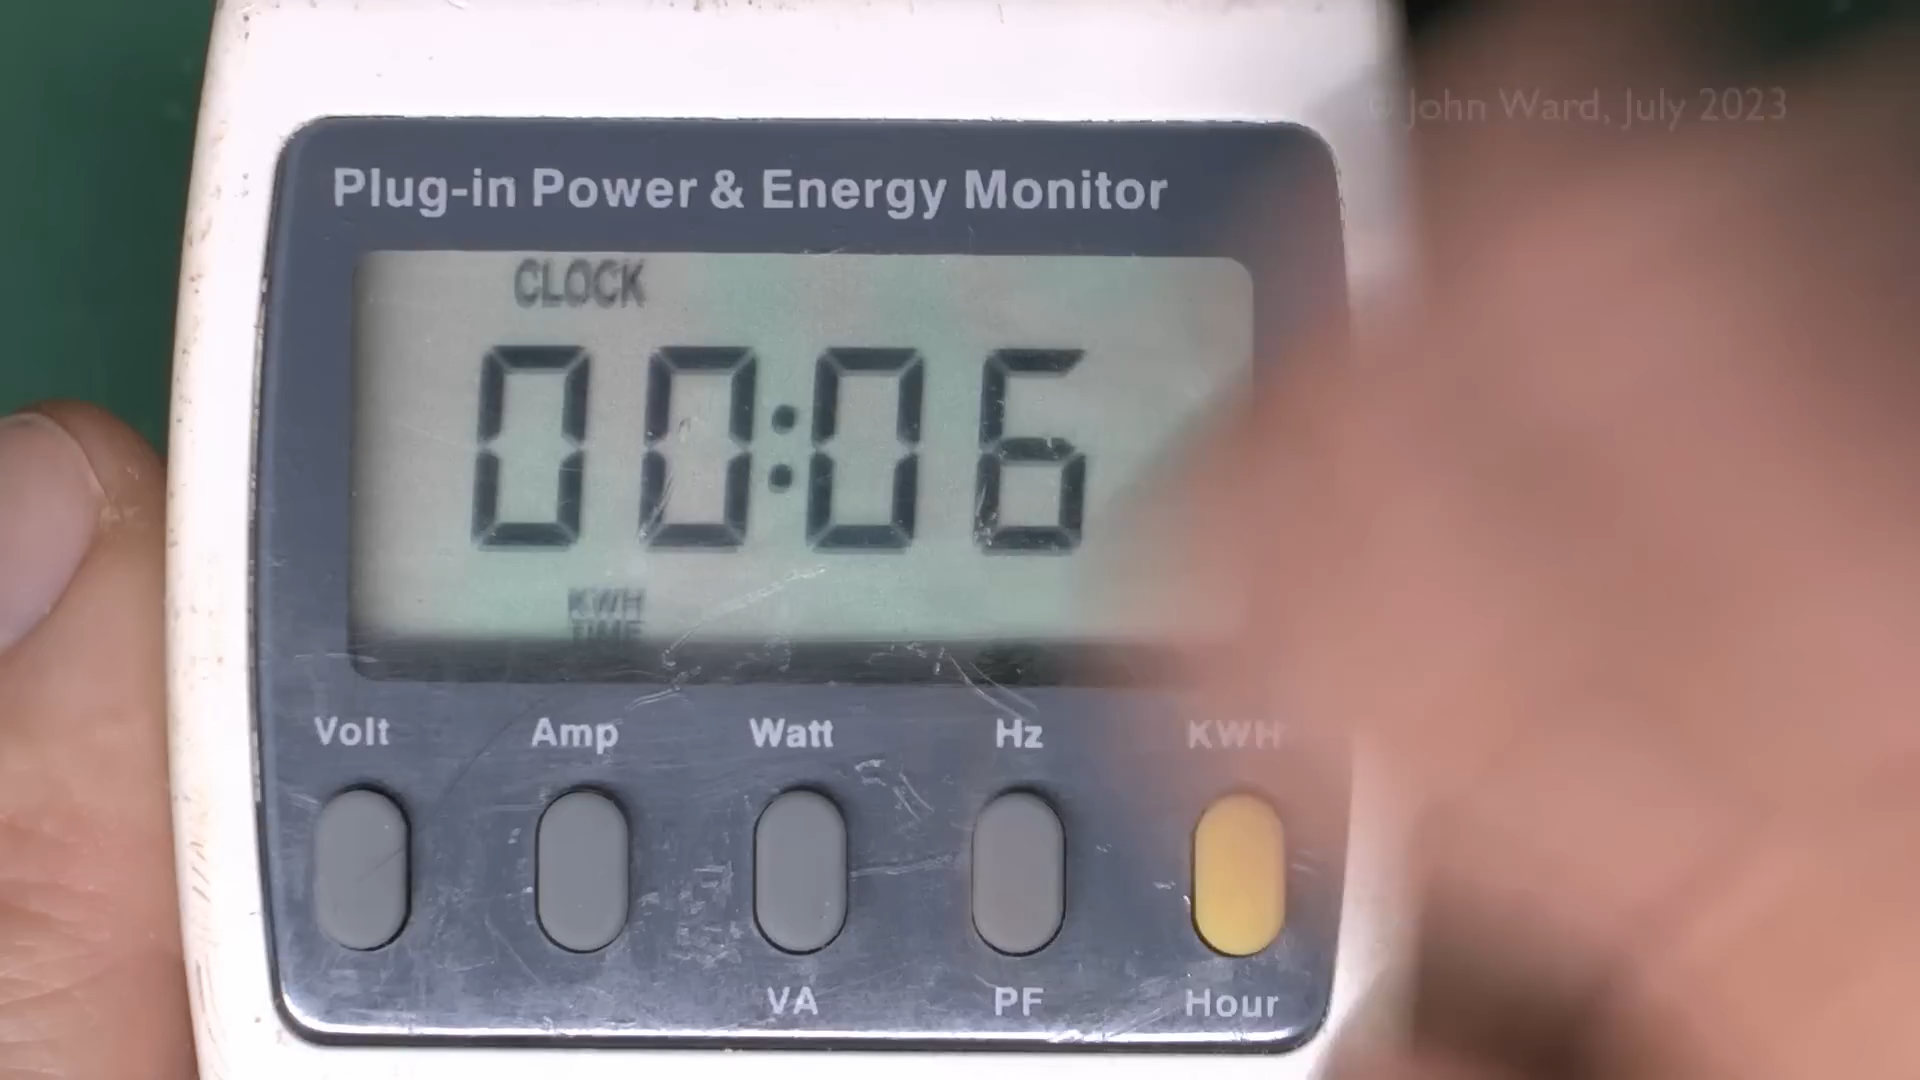 © John Ward, July 2023
Plug-in Power & Energy Monitor
CLOCK
00:06
KWH
TIME
Volt Amp Watt Hz KWH
VA PF Hour